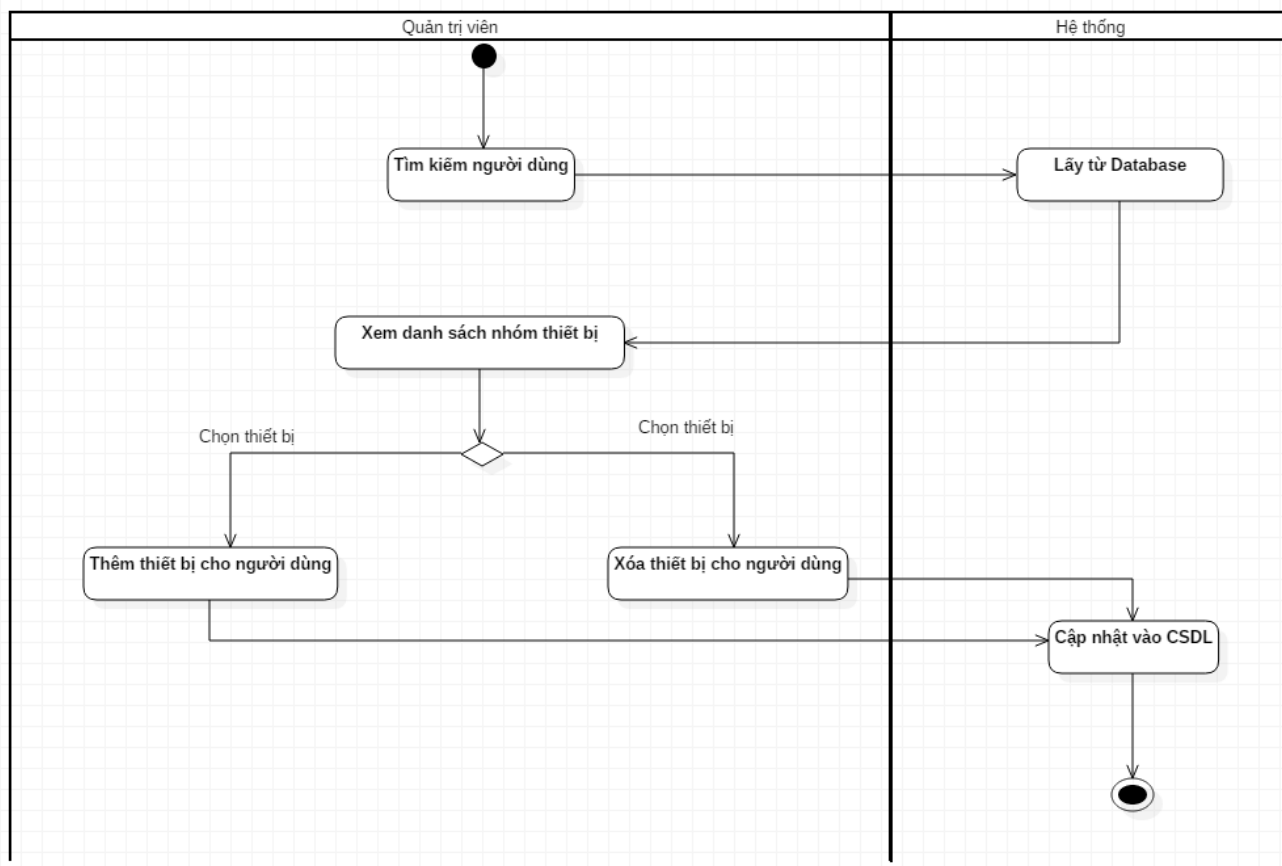 Quản trị viên
Hệ thống
Tìm kiếm người dùng
Lấy từ Database
Xem danh sách nhóm thiết bị
Chọn thiết bị
Chọn thiết bị
Thêm thiết bị cho người dùng
Xóa thiết bị cho người dùng
Cập nhật vào CSDL